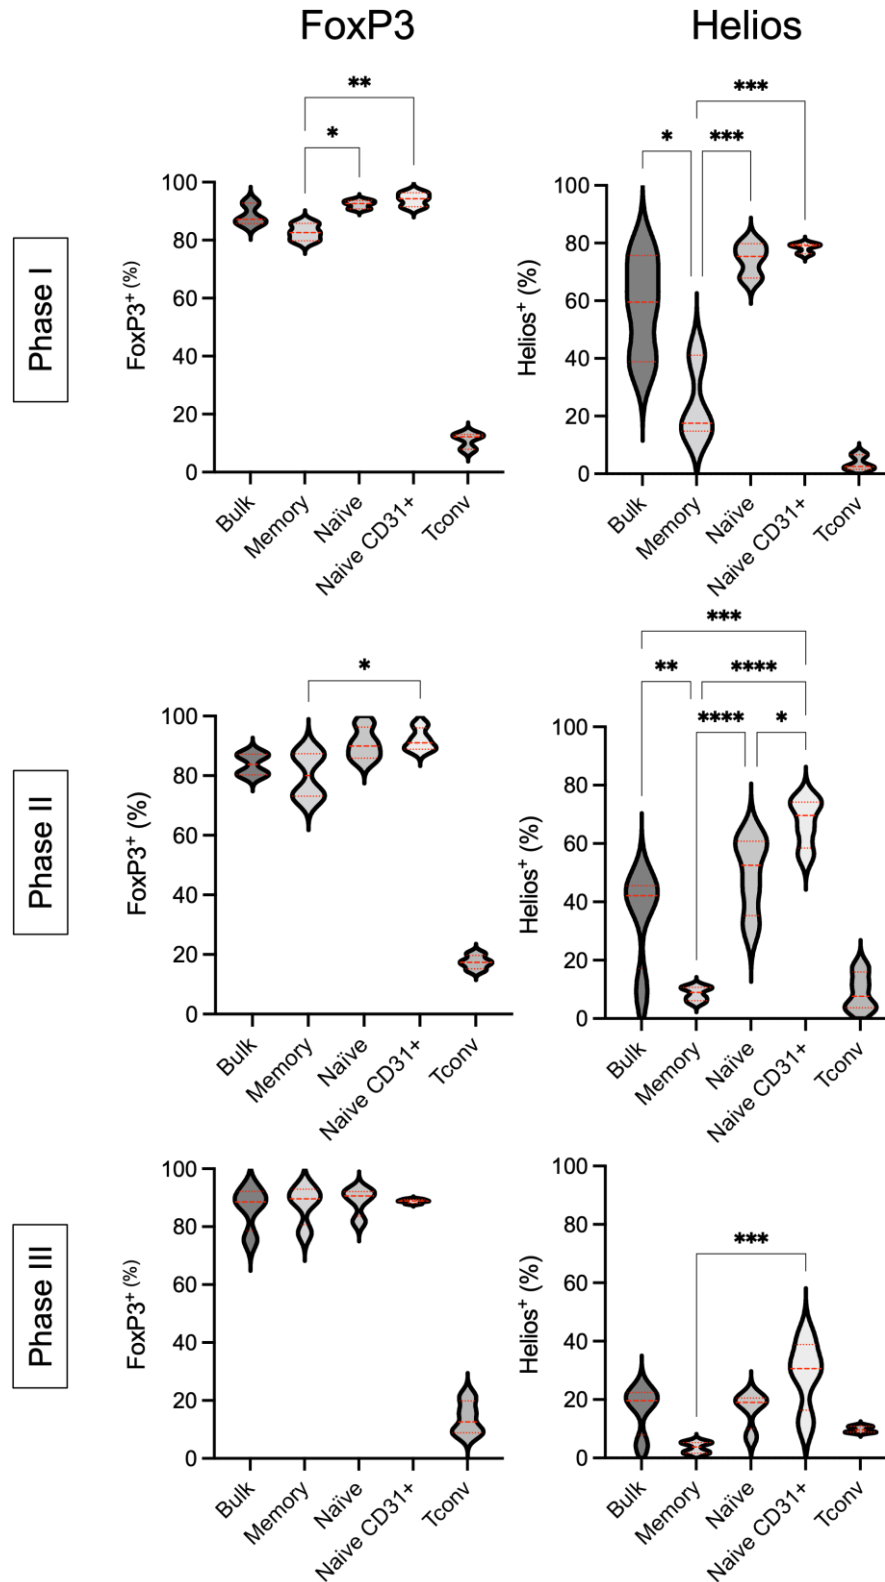 FoxP3
Helios
Phase I
FoxP3⁺ (%)
100
80
60
40
20
0
**
*
Bulk
Memory
Naïve
Naive CD31+
Tconv
Helios⁺ (%)
100
80
60
40
20
0
***
* ***
Bulk
Memory
Naïve
Naive CD31+
Tconv
Phase II
FoxP3⁺ (%)
100
80
60
40
20
0
*
Bulk
Memory
Naïve
Naive CD31+
Tconv
Helios⁺ (%)
100
80
60
40
20
0
***
** ****
**** *
Bulk
Memory
Naïve
Naive CD31+
Tconv
Phase III
FoxP3⁺ (%)
100
80
60
40
20
0
Bulk
Memory
Naïve
Naive CD31+
Tconv
Helios⁺ (%)
100
80
60
40
20
0
***
Bulk
Memory
Naïve
Naive CD31+
Tconv